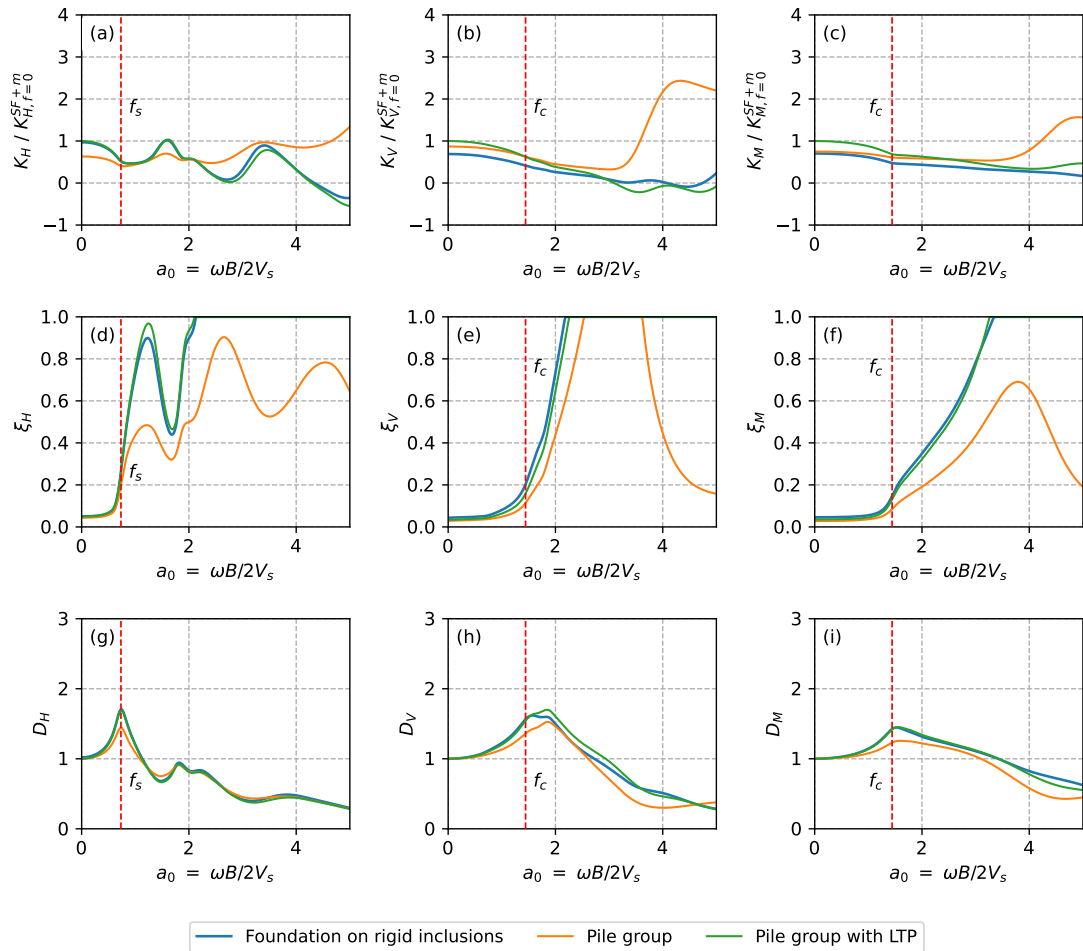 (a)
K_H / K_{H,f=0}^{SF+m}
4
3
2
1
0
−1
f_s
0 2 4
a_0 = ωB/2V_s
(b)
K_V / K_{V,f=0}^{SF+m}
4
3
2
1
0
−1
f_c
0 2 4
a_0 = ωB/2V_s
(c)
K_M / K_{M,f=0}^{SF+m}
4
3
2
1
0
−1
f_c
0 2 4
a_0 = ωB/2V_s
(d)
ξ_H
1.0
0.8
0.6
0.4
0.2
0.0
f_s
0 2 4
a_0 = ωB/2V_s
(e)
ξ_V
1.0
0.8
0.6
0.4
0.2
0.0
f_c
0 2 4
a_0 = ωB/2V_s
(f)
ξ_M
1.0
0.8
0.6
0.4
0.2
0.0
f_c
0 2 4
a_0 = ωB/2V_s
(g)
D_H
3
2
1
0
f_s
0 2 4
a_0 = ωB/2V_s
(h)
D_V
3
2
1
0
f_c
0 2 4
a_0 = ωB/2V_s
(i)
D_M
3
2
1
0
f_c
0 2 4
a_0 = ωB/2V_s
Foundation on rigid inclusions Pile group Pile group with LTP